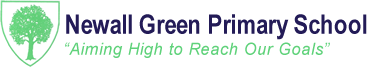 Newall Green Primary School
“Aiming High to Reach Our Goals”